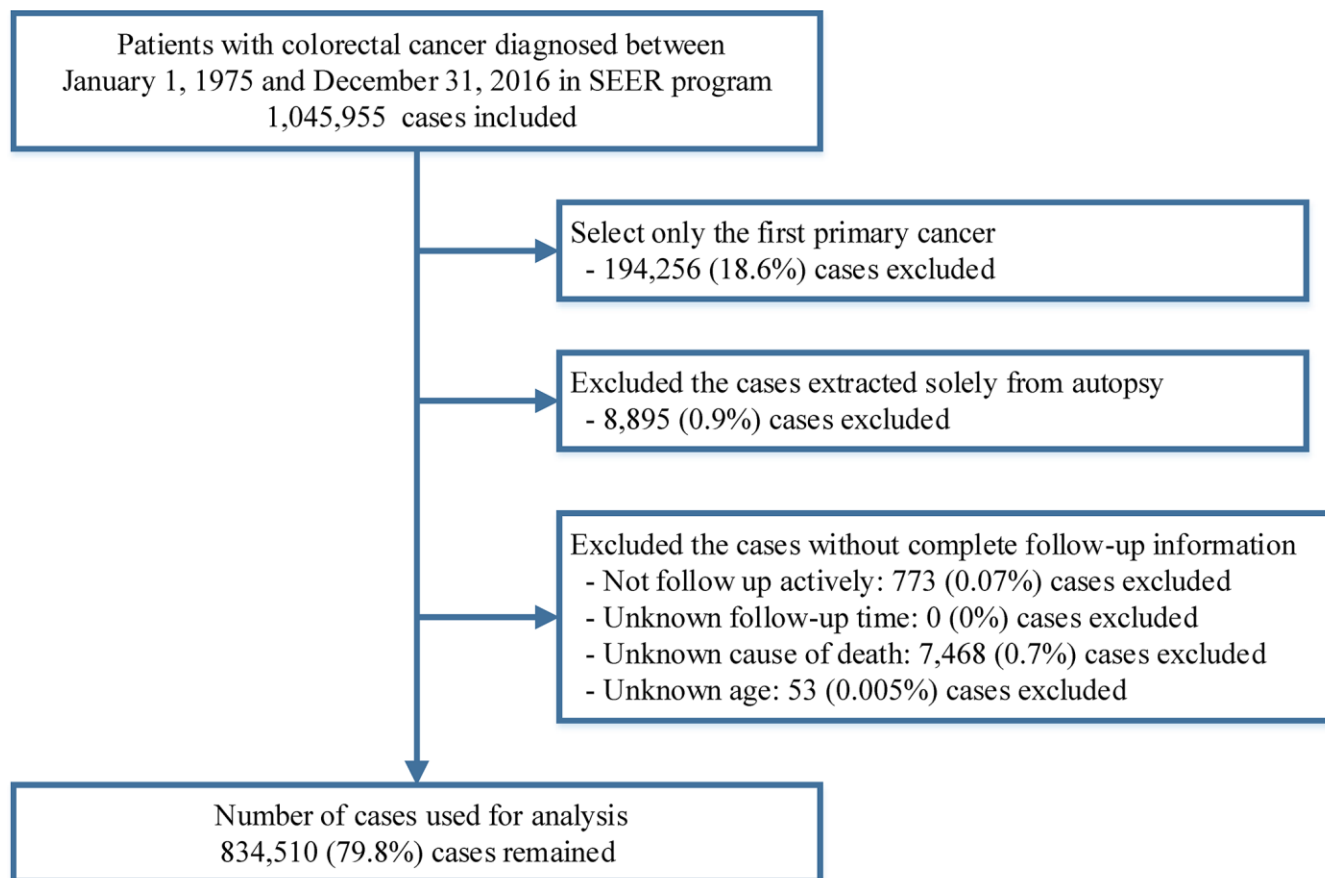 Patients with colorectal cancer diagnosed between
January 1, 1975 and December 31, 2016 in SEER program
1,045,955 cases included
Select only the first primary cancer
- 194,256 (18.6%) cases excluded
Excluded the cases extracted solely from autopsy
- 8,895 (0.9%) cases excluded
Excluded the cases without complete follow-up information
- Not follow up actively: 773 (0.07%) cases excluded
- Unknown follow-up time: 0 (0%) cases excluded
- Unknown cause of death: 7,468 (0.7%) cases excluded
- Unknown age: 53 (0.005%) cases excluded
Number of cases used for analysis
834,510 (79.8%) cases remained